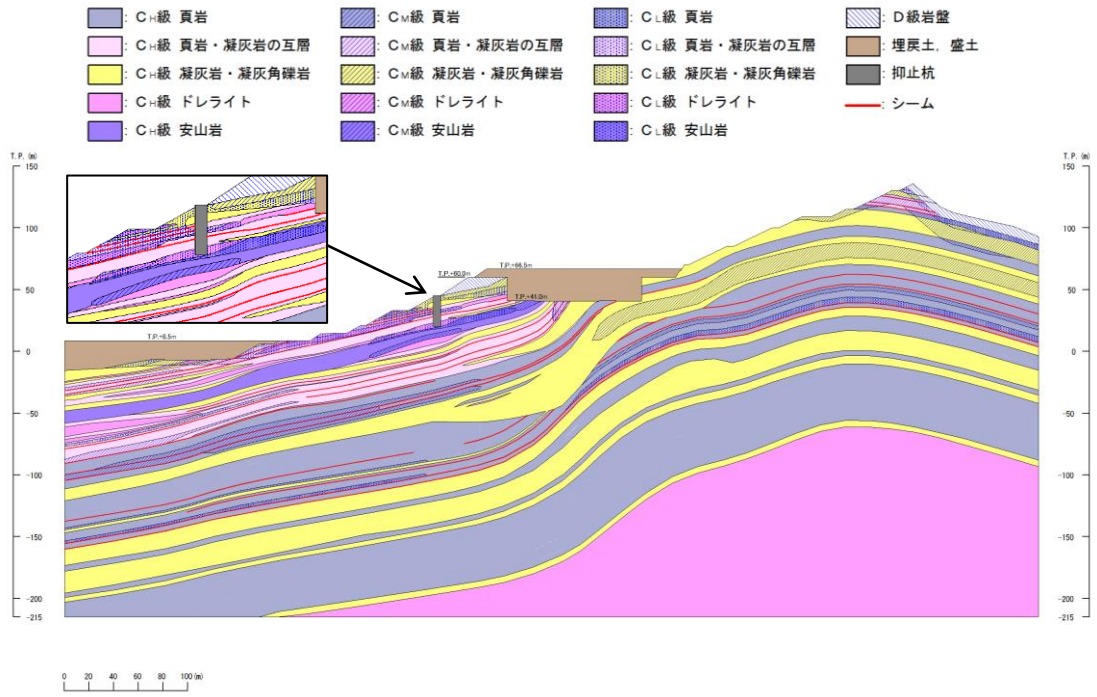 : CH級 頁岩
: CM級 頁岩
: CL級 頁岩
: D級岩盤
: CH級 頁岩・凝灰岩の互層
: CM級 頁岩・凝灰岩の互層
: CL級 頁岩・凝灰岩の互層
: 埋戻土，盛土
: CH級 凝灰岩・凝灰角礫岩
: CM級 凝灰岩・凝灰角礫岩
: CL級 凝灰岩・凝灰角礫岩
: 抑止杭
: CH級 ドレライト
: CM級 ドレライト
: CL級 ドレライト
: シーム
: CH級 安山岩
: CM級 安山岩
: CL級 安山岩
T.P. (m)
T.P. (m)
150
150
100
100
T.P.+66.5m
T.P.+60.0m
50
T.P.+41.0m
50
T.P.+8.5m
0
0
-50
-50
-100
-100
-150
-150
-200
-200
-215
-215
0 20 40 60 80 100 (m)